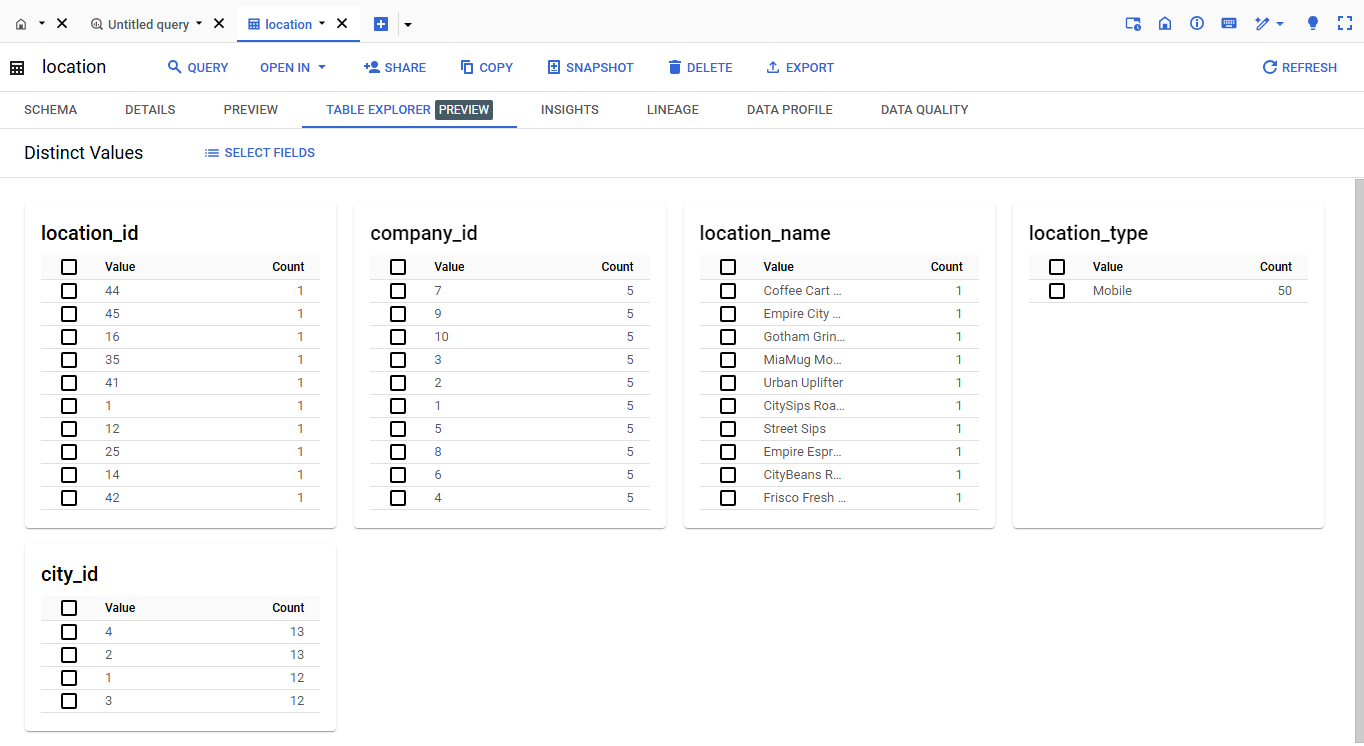 Untitled query
location
location
QUERY
OPEN IN
SHARE
COPY
SNAPSHOT
DELETE
EXPORT
REFRESH
SCHEMA
DETAILS
PREVIEW
TABLE EXPLORER PREVIEW
INSIGHTS
LINEAGE
DATA PROFILE
DATA QUALITY
Distinct Values
SELECT FIELDS
location_id
Value Count
44 1
45 1
16 1
35 1
41 1
1 1
12 1
25 1
14 1
42 1
company_id
Value Count
7 5
9 5
10 5
3 5
2 5
1 5
5 5
8 5
6 5
4 5
location_name
Value Count
Coffee Cart ... 1
Empire City ... 1
Gotham Grin... 1
MiaMug Mo... 1
Urban Uplifter 1
CitySips Roa... 1
Street Sips 1
Empire Espr... 1
CityBeans R... 1
Frisco Fresh ... 1
location_type
Value Count
Mobile 50
city_id
Value Count
4 13
2 13
1 12
3 12